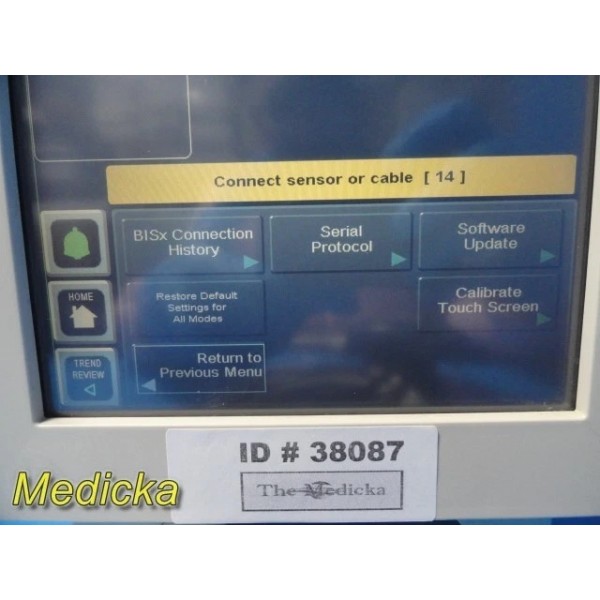 Connect sensor or cable [ 14 ]
BISx Connection
History
Serial
Protocol
Software
Update
HOME
Restore Default
Settings for
All Modes
Calibrate
Touch Screen
TREND
REVIEW
Return to
Previous Menu
ID # 38087
The Medicka
Medicka